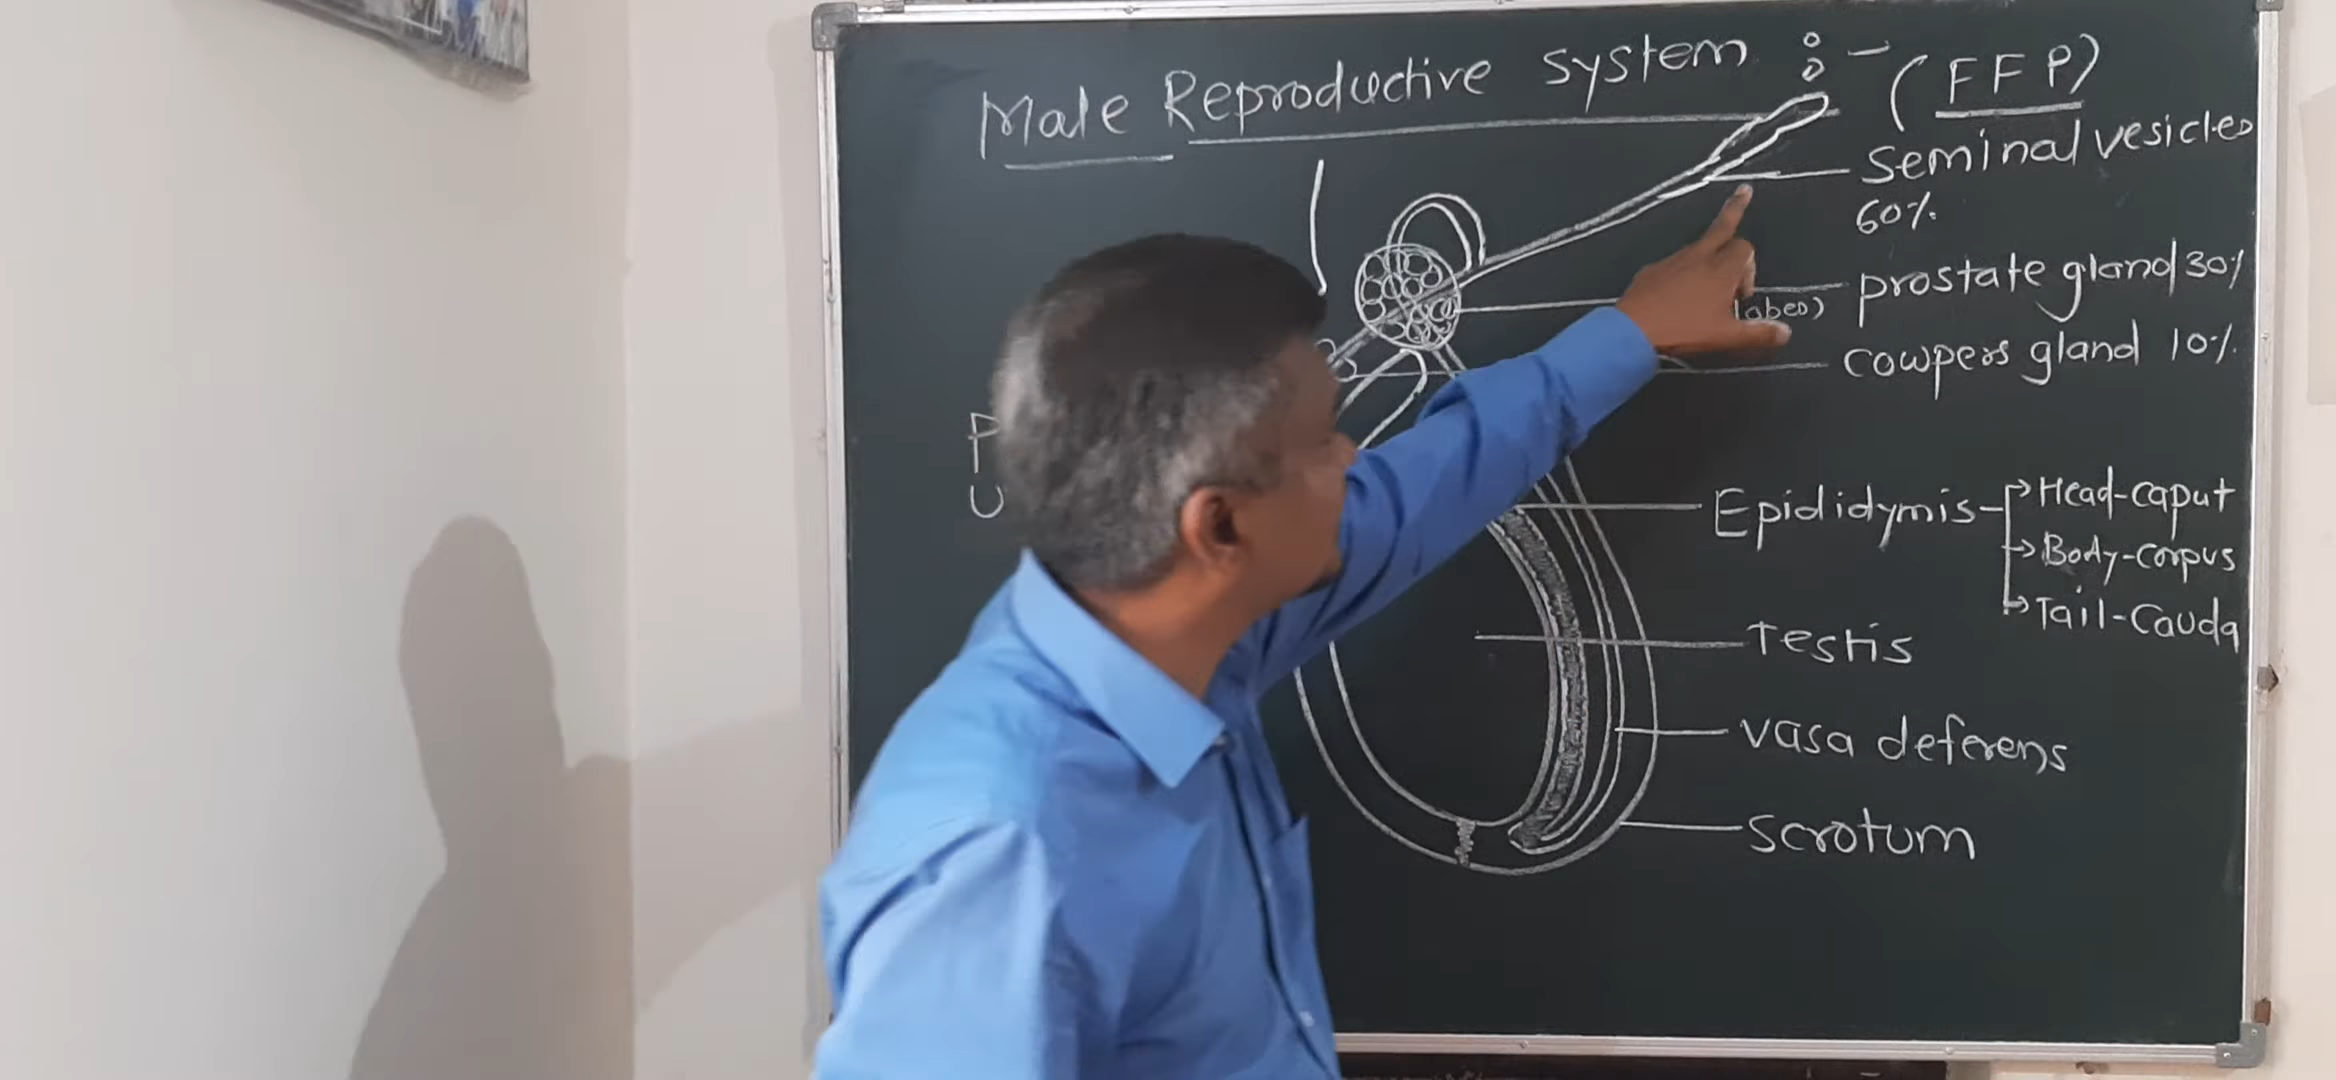 Male Reproductive System :- (FFP)
Seminal vesicles
60%
prostate gland 30%
cowpers gland 10%
P
U
Epididymis
Head-caput
Body-corpus
Tail-Cauda
Testis
vasa deferens
scrotum